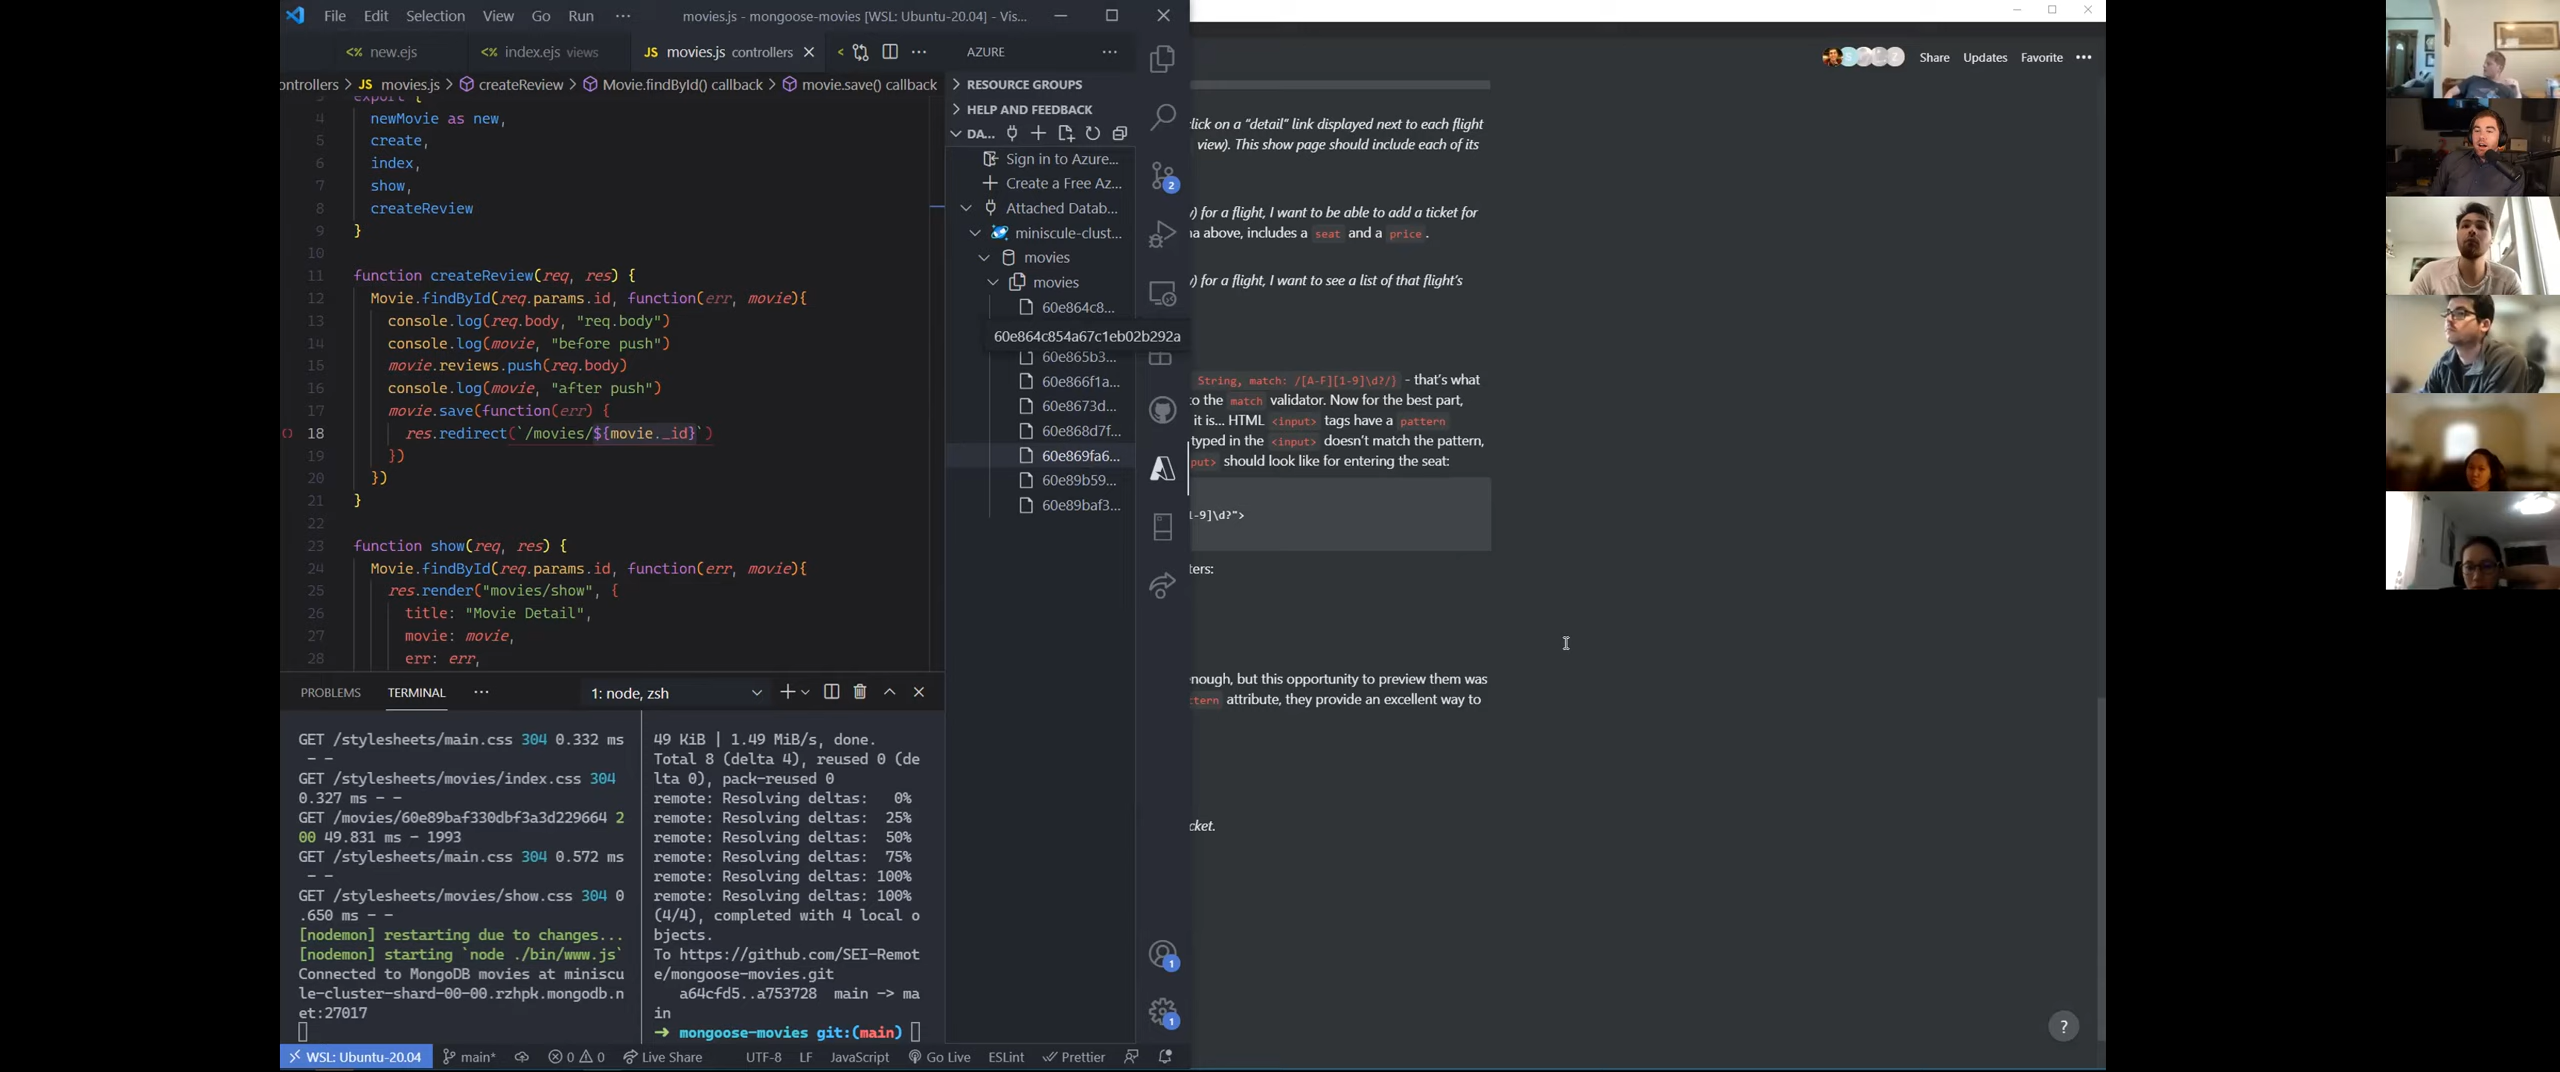 File Edit Selection View Go Run ··· movies.js - mongoose-movies [WSL: Ubuntu-20.04] - Vis...
new.ejs index.ejs views JS movies.js controllers
ontrollers > JS movies.js > createReview > Movie.findById() callback > movie.save() callback
3 export {
4 newMovie as new,
5 create,
6 index,
7 show,
8 createReview
9 }
10
11 function createReview(req, res) {
12 Movie.findById(req.params.id, function(err, movie){
13 console.log(req.body, "req.body")
14 console.log(movie, "before push")
15 movie.reviews.push(req.body)
16 console.log(movie, "after push")
17 movie.save(function(err) {
18 res.redirect(`/movies/${movie._id}`)
19 })
20 })
21 }
22
23 function show(req, res) {
24 Movie.findById(req.params.id, function(err, movie){
25 res.render("movies/show", {
26 title: "Movie Detail",
27 movie: movie,
28 err: err,
AZURE
RESOURCE GROUPS
HELP AND FEEDBACK
DA...
Sign in to Azure...
Create a Free Az...
Attached Datab...
miniscule-clust...
movies
movies
60e864c8...
60e864c854a67c1eb02b292a
60e865b3...
60e866f1a...
60e8673d...
60e868d7f...
60e869fa6...
60e89b59...
60e89baf3...
2
1
1
PROBLEMS TERMINAL ··· 1: node, zsh
GET /stylesheets/main.css 304 0.332 ms
- -
GET /stylesheets/movies/index.css 304
0.327 ms - -
GET /movies/60e89baf330dbf3a3d229664 2
00 49.831 ms - 1993
GET /stylesheets/main.css 304 0.572 ms
- -
GET /stylesheets/movies/show.css 304 0
.650 ms - -
[nodemon] restarting due to changes...
[nodemon] starting `node ./bin/www.js`
Connected to MongoDB movies at miniscu
le-cluster-shard-00-00.rzhpk.mongodb.n
et:27017
49 KiB | 1.49 MiB/s, done.
Total 8 (delta 4), reused 0 (de
lta 0), pack-reused 0
remote: Resolving deltas: 0%
remote: Resolving deltas: 25%
remote: Resolving deltas: 50%
remote: Resolving deltas: 75%
remote: Resolving deltas: 100%
remote: Resolving deltas: 100%
(4/4), completed with 4 local o
bjects.
To https://github.com/SEI-Remot
e/mongoose-movies.git
a64cfd5..a753728 main -> ma
in
→ mongoose-movies git:(main)
WSL: Ubuntu-20.04 main* 0 0 Live Share UTF-8 LF JavaScript Go Live ESLint Prettier
Share Updates Favorite ···
lick on a "detail" link displayed next to each flight
view). This show page should include each of its
) for a flight, I want to be able to add a ticket for
a above, includes a seat and a price .
) for a flight, I want to see a list of that flight's
String, match: /[A-F][1-9]\d?/} - that's what
o the match validator. Now for the best part,
it is... HTML <input> tags have a pattern
typed in the <input> doesn't match the pattern,
put> should look like for entering the seat:
1-9]\d?">
ters:
enough, but this opportunity to preview them was
ttern attribute, they provide an excellent way to
cket.
?